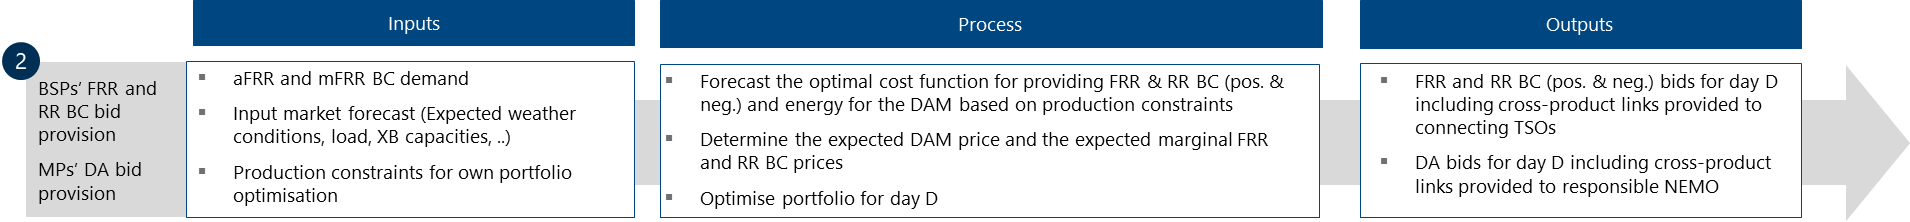 Inputs
Process
Outputs
2
BSPs' FRR and
RR BC bid
provision
MPs' DA bid
provision
▪ aFRR and mFRR BC demand
▪ Input market forecast (Expected weather
conditions, load, XB capacities, ..)
▪ Production constraints for own portfolio
optimisation
▪ Forecast the optimal cost function for providing FRR & RR BC (pos. &
neg.) and energy for the DAM based on production constraints
▪ Determine the expected DAM price and the expected marginal FRR
and RR BC prices
▪ Optimise portfolio for day D
▪ FRR and RR BC (pos. & neg.) bids for day D
including cross-product links provided to
connecting TSOs
▪ DA bids for day D including cross-product
links provided to responsible NEMO